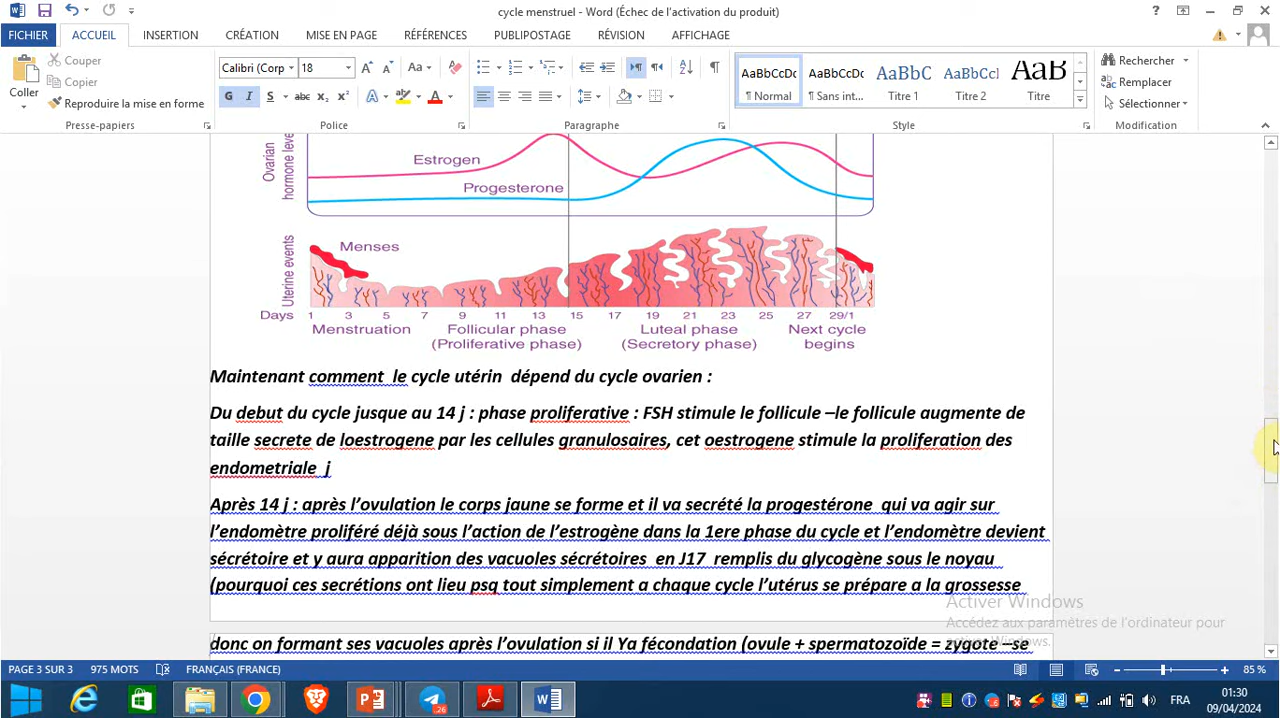 cycle menstruel - Word (Échec de l'activation du produit)
FICHIER ACCUEIL INSERTION CRÉATION MISE EN PAGE RÉFÉRENCES PUBLIPOSTAGE RÉVISION AFFICHAGE
Coller
Couper
Copier
Reproduire la mise en forme
Presse-papiers
Calibri (Corp 18
G I S abc x₂ x² A A
Police
Paragraphe
AaBbCcDc AaBbCcDc AaBbC AaBbCcI AaB
¶ Normal ¶ Sans int... Titre 1 Titre 2 Titre
Style
Rechercher
Remplacer
Sélectionner
Modification
Ovarian
hormone leve
Estrogen
Progesterone
Uterine events
Menses
Days 1 3 5 7 9 11 13 15 17 19 21 23 25 27 29/1
Menstruation Follicular phase Luteal phase Next cycle
(Proliferative phase) (Secretory phase) begins
Maintenant comment le cycle utérin dépend du cycle ovarien :
Du debut du cycle jusque au 14 j : phase proliferative : FSH stimule le follicule –le follicule augmente de
taille secrete de loestrogene par les cellules granulosaires, cet oestrogene stimule la proliferation des
endometriale j
Après 14 j : après l'ovulation le corps jaune se forme et il va secrété la progestérone qui va agir sur
l'endomètre proliféré déjà sous l'action de l'estrogène dans la 1ere phase du cycle et l'endomètre devient
sécrétoire et y aura apparition des vacuoles sécrétoires en J17 remplis du glycogène sous le noyau
(pourquoi ces secrétions ont lieu psq tout simplement a chaque cycle l'utérus se prépare a la grossesse
donc on formant ses vacuoles après l'ovulation si il Ya fécondation (ovule + spermatozoïde = zygote –se
Activer Windows
Accédez aux paramètres de l'ordinateur pour
PAGE 3 SUR 3 975 MOTS FRANÇAIS (FRANCE) 85 %
26
FRA
01:30
09/04/2024